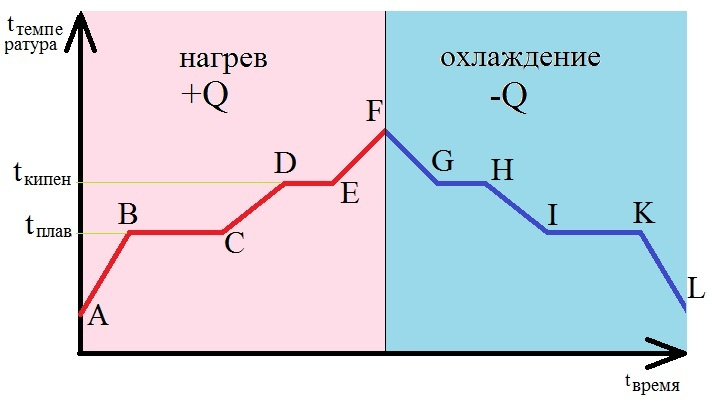 tтемпе
ратура
нагрев
+Q
охлаждение
-Q
F
tкипен
D
E
G
H
tплав
B
C
I
K
A
L
tвремя